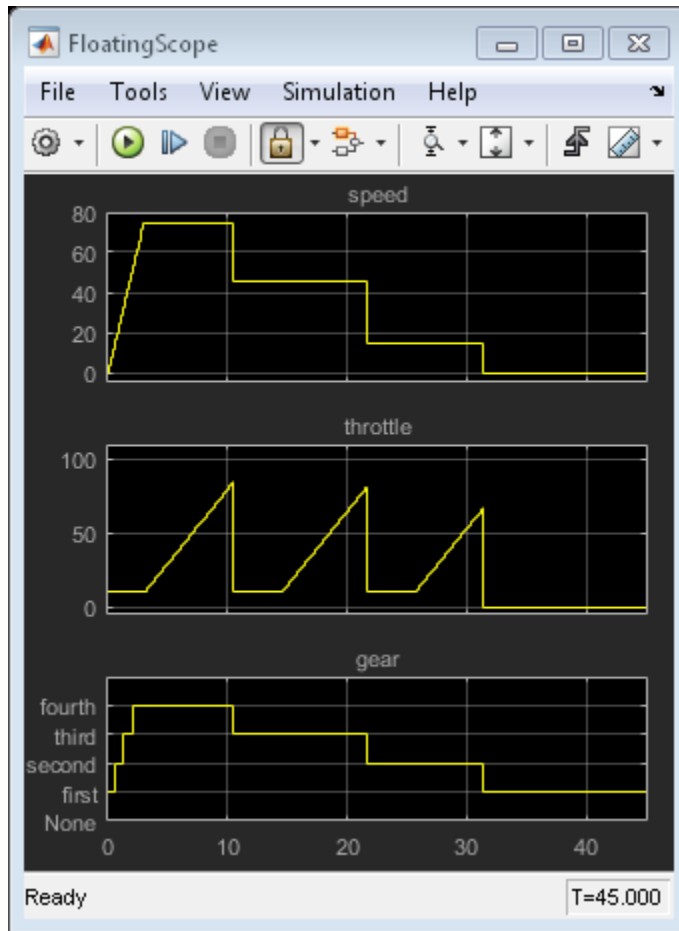 FloatingScope
File Tools View Simulation Help
speed
80
60
40
20
0
throttle
100
50
0
gear
fourth
third
second
first
None
0 10 20 30 40
Ready T=45.000